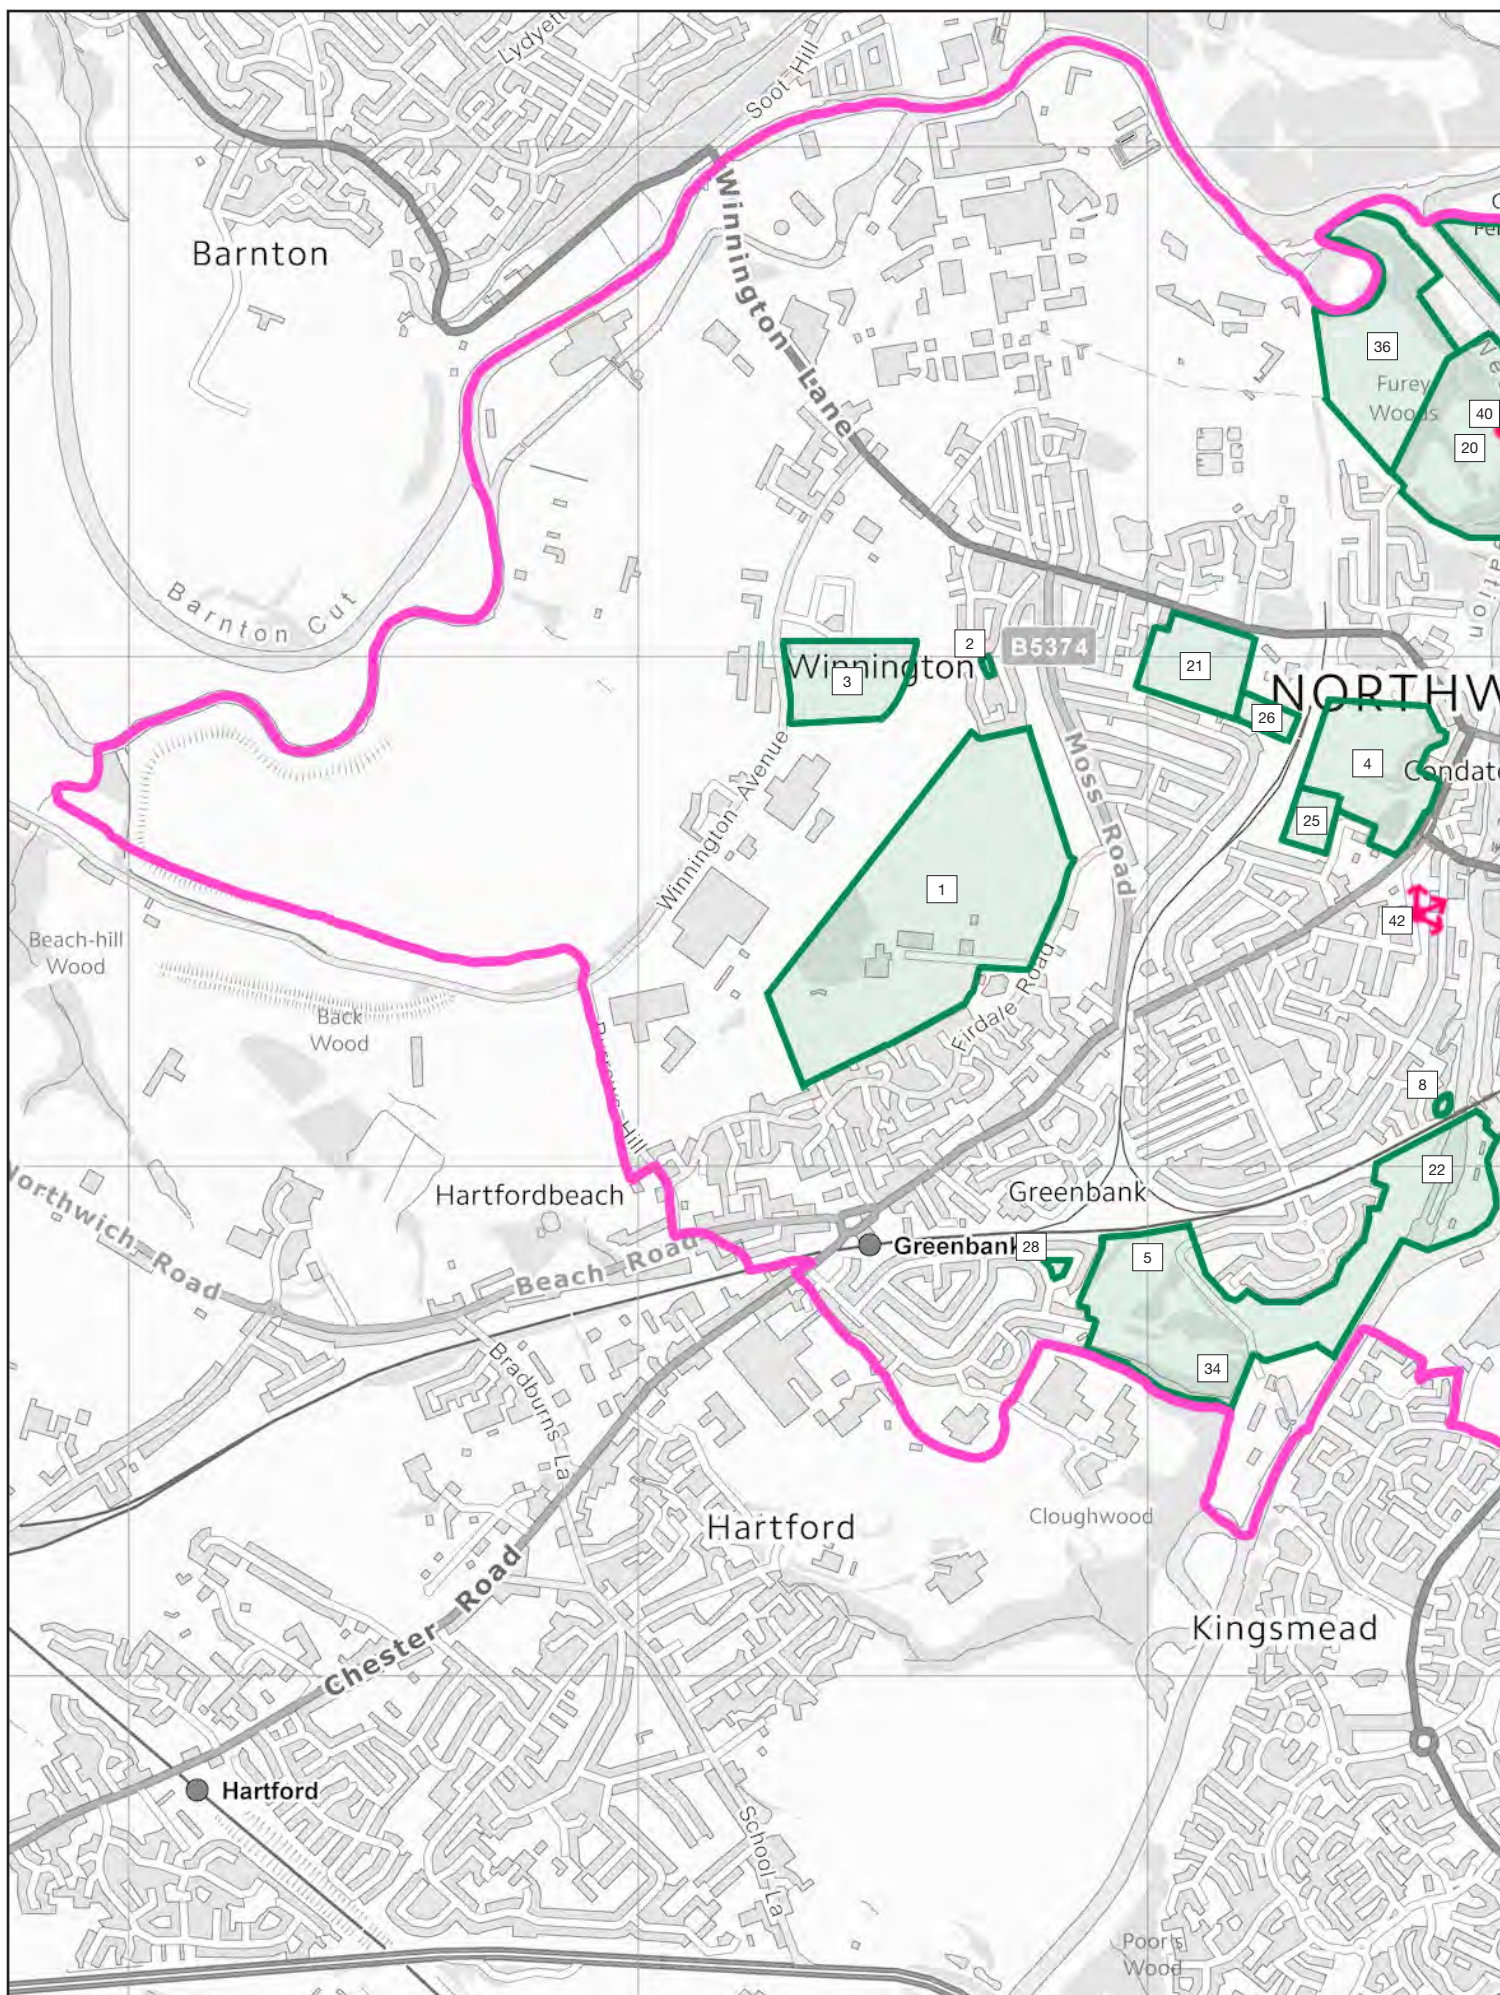 Lydyett
Soot Hill
Barnton
Winnington Lane
36
Furey
Woods
40
20
Barnton Cut
B5374
2
Winnington
3
21
26
NORTHW
4
Condate
25
Moss Road
Winnington Avenue
1
42
Beach-hill
Wood
Back
Wood
Firdale Road
8
22
Hartfordbeach
Greenbank
Northwich Road
Beach Road
Greenbank
28
5
34
Bradburns La
Hartford
Cloughwood
Chester Road
Kingsmead
Hartford
School La
Poor's
Wood